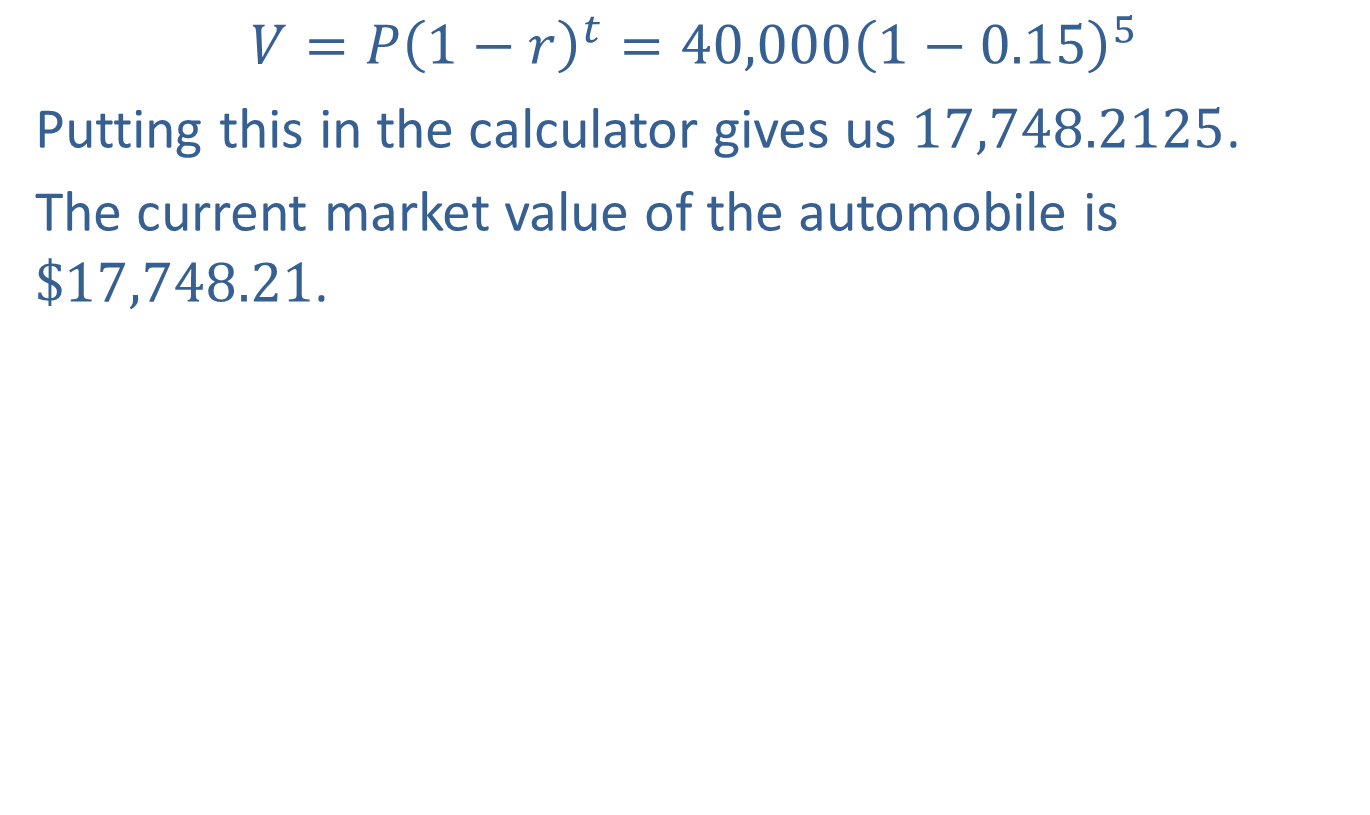 V = P(1 − r)^t = 40,000(1 − 0.15)^5
Putting this in the calculator gives us 17,748.2125.
The current market value of the automobile is
$17,748.21.